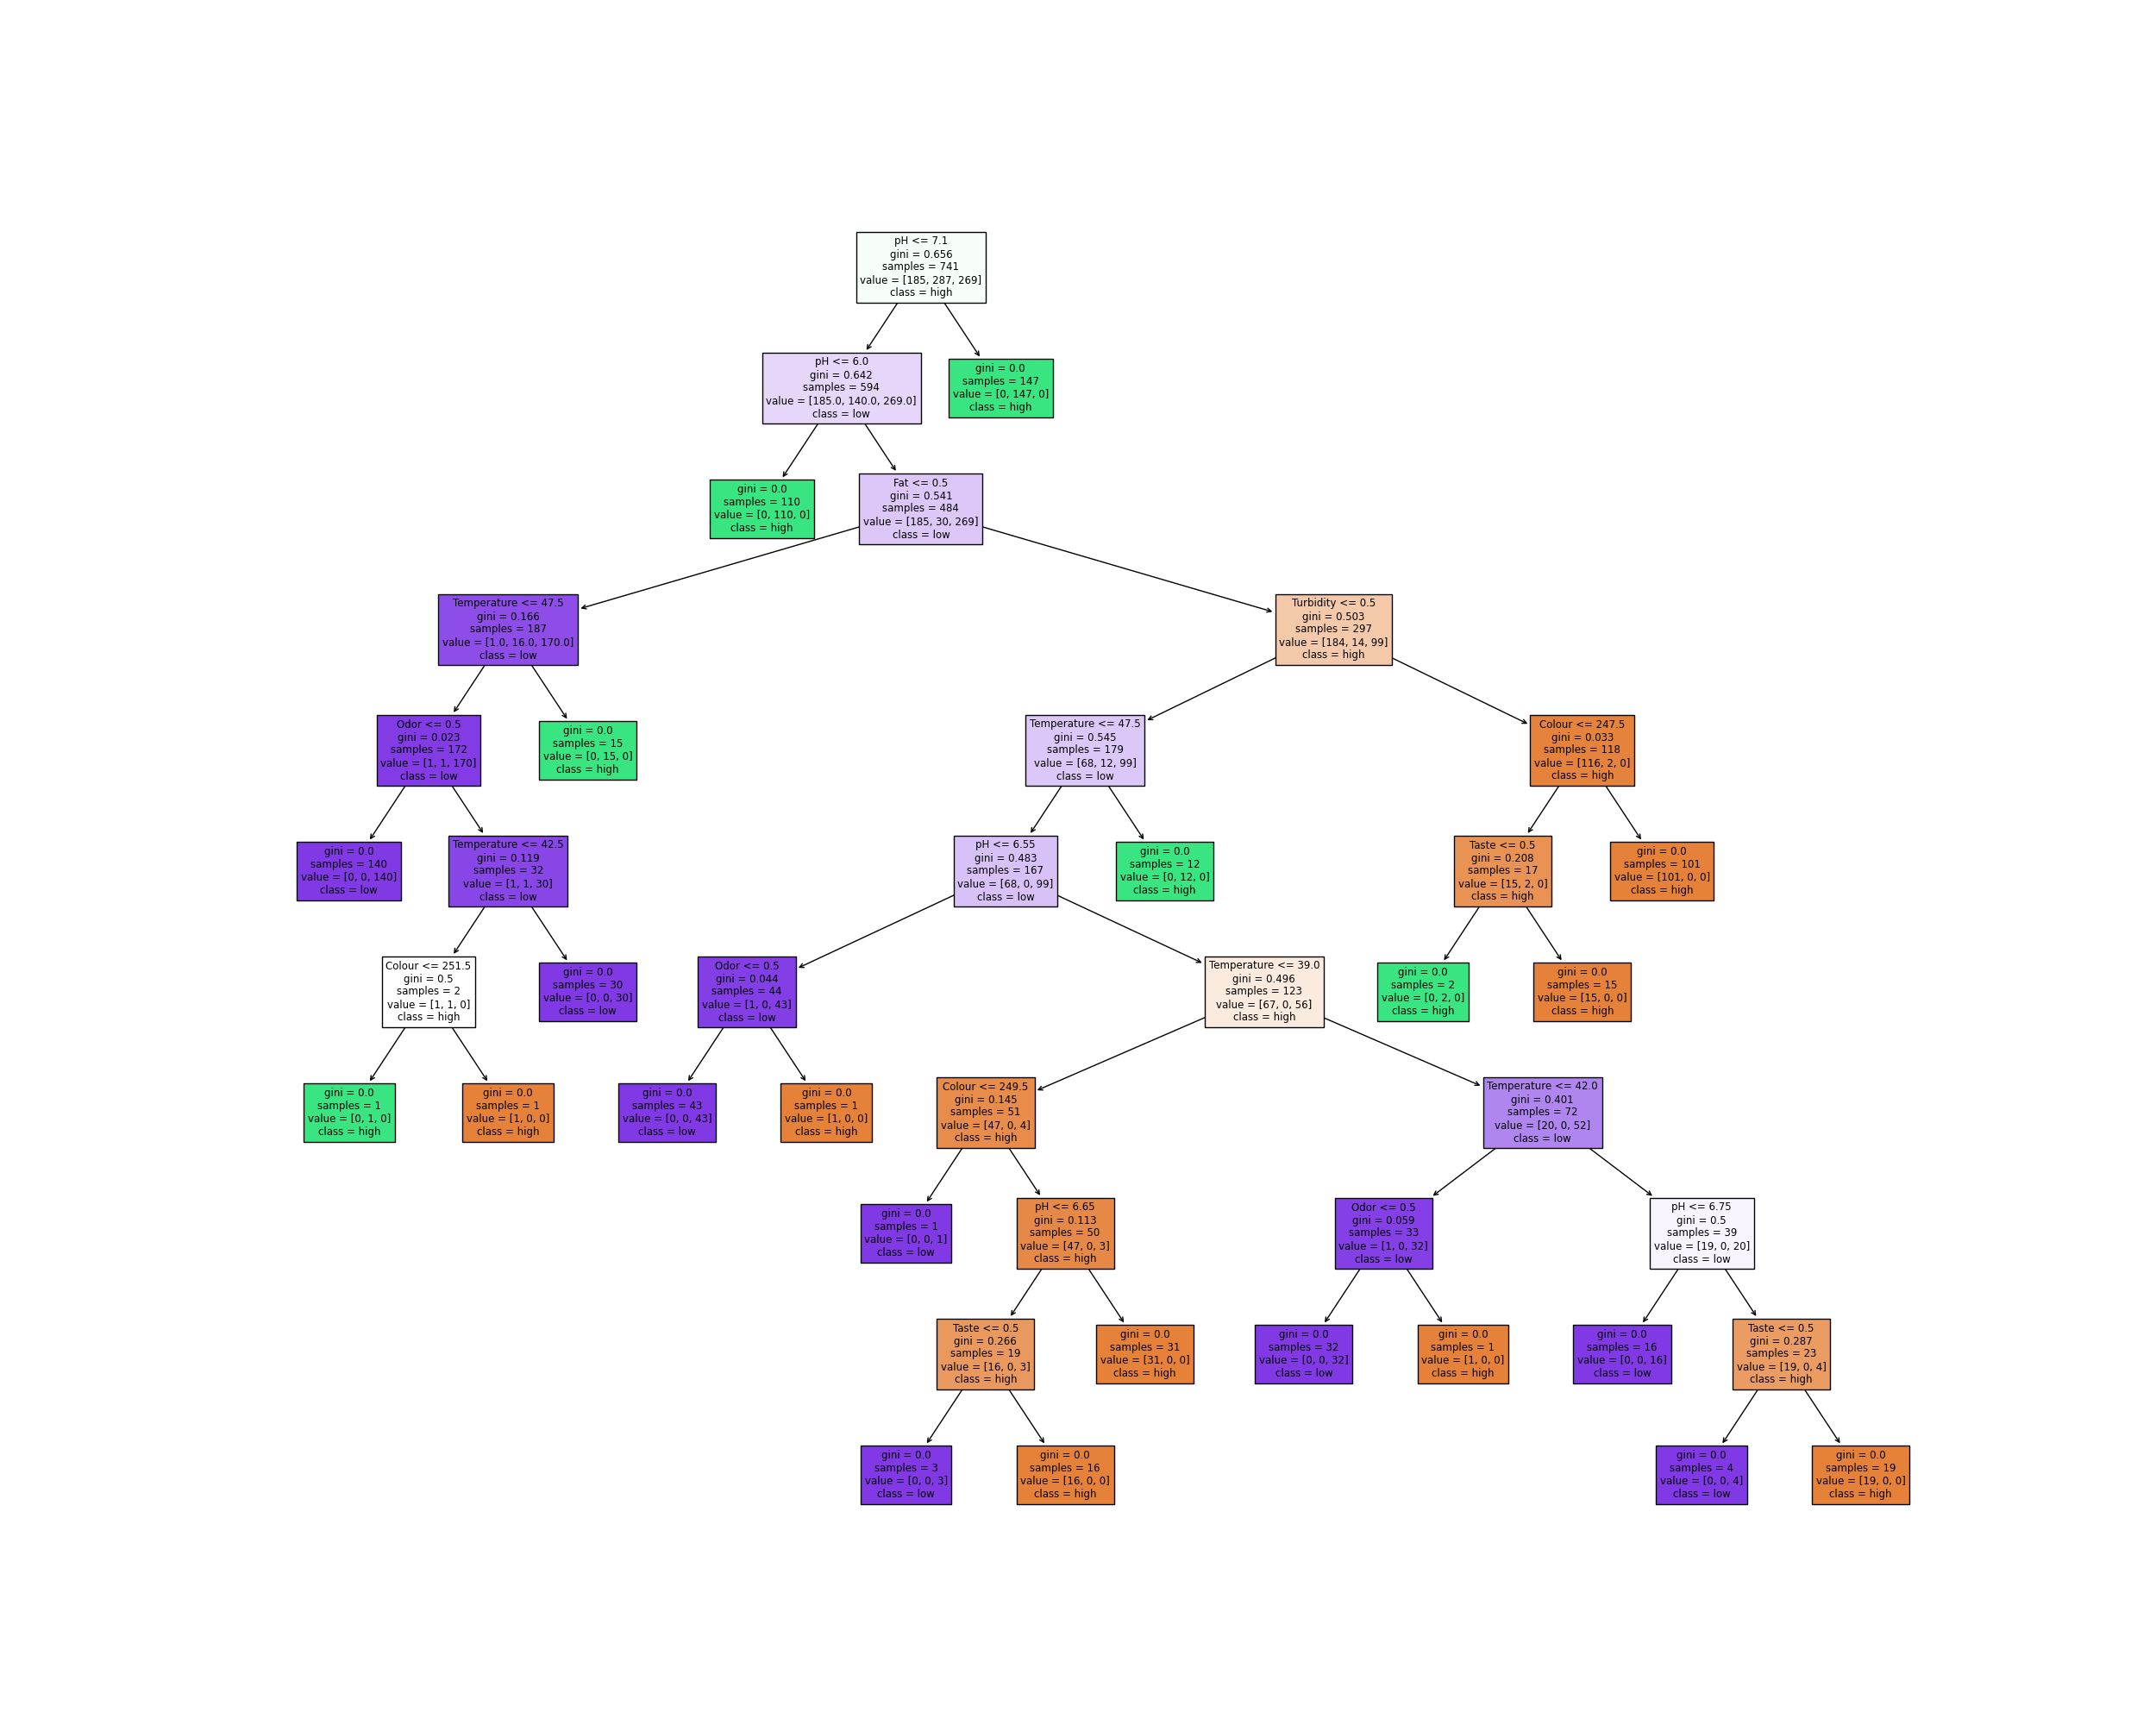 pH <= 7.1
gini = 0.656
samples = 741
value = [185, 287, 269]
class = high
pH <= 6.0
gini = 0.642
samples = 594
value = [185.0, 140.0, 269.0]
class = low
gini = 0.0
samples = 147
value = [0, 147, 0]
class = high
gini = 0.0
samples = 110
value = [0, 110, 0]
class = high
Fat <= 0.5
gini = 0.541
samples = 484
value = [185, 30, 269]
class = low
Temperature <= 47.5
gini = 0.166
samples = 187
value = [1.0, 16.0, 170.0]
class = low
Turbidity <= 0.5
gini = 0.503
samples = 297
value = [184, 14, 99]
class = high
Odor <= 0.5
gini = 0.023
samples = 172
value = [1, 1, 170]
class = low
gini = 0.0
samples = 15
value = [0, 15, 0]
class = high
Temperature <= 47.5
gini = 0.545
samples = 179
value = [68, 12, 99]
class = low
Colour <= 247.5
gini = 0.033
samples = 118
value = [116, 2, 0]
class = high
gini = 0.0
samples = 140
value = [0, 0, 140]
class = low
Temperature <= 42.5
gini = 0.119
samples = 32
value = [1, 1, 30]
class = low
pH <= 6.55
gini = 0.483
samples = 167
value = [68, 0, 99]
class = low
gini = 0.0
samples = 12
value = [0, 12, 0]
class = high
Taste <= 0.5
gini = 0.208
samples = 17
value = [15, 2, 0]
class = high
gini = 0.0
samples = 101
value = [101, 0, 0]
class = high
Colour <= 251.5
gini = 0.5
samples = 2
value = [1, 1, 0]
class = high
gini = 0.0
samples = 30
value = [0, 0, 30]
class = low
Odor <= 0.5
gini = 0.044
samples = 44
value = [1, 0, 43]
class = low
Temperature <= 39.0
gini = 0.496
samples = 123
value = [67, 0, 56]
class = high
gini = 0.0
samples = 2
value = [0, 2, 0]
class = high
gini = 0.0
samples = 15
value = [15, 0, 0]
class = high
gini = 0.0
samples = 1
value = [0, 1, 0]
class = high
gini = 0.0
samples = 1
value = [1, 0, 0]
class = high
gini = 0.0
samples = 43
value = [0, 0, 43]
class = low
gini = 0.0
samples = 1
value = [1, 0, 0]
class = high
Colour <= 249.5
gini = 0.145
samples = 51
value = [47, 0, 4]
class = high
Temperature <= 42.0
gini = 0.401
samples = 72
value = [20, 0, 52]
class = low
gini = 0.0
samples = 1
value = [0, 0, 1]
class = low
pH <= 6.65
gini = 0.113
samples = 50
value = [47, 0, 3]
class = high
Odor <= 0.5
gini = 0.059
samples = 33
value = [1, 0, 32]
class = low
pH <= 6.75
gini = 0.5
samples = 39
value = [19, 0, 20]
class = low
Taste <= 0.5
gini = 0.266
samples = 19
value = [16, 0, 3]
class = high
gini = 0.0
samples = 31
value = [31, 0, 0]
class = high
gini = 0.0
samples = 32
value = [0, 0, 32]
class = low
gini = 0.0
samples = 1
value = [1, 0, 0]
class = high
gini = 0.0
samples = 16
value = [0, 0, 16]
class = low
Taste <= 0.5
gini = 0.287
samples = 23
value = [19, 0, 4]
class = high
gini = 0.0
samples = 3
value = [0, 0, 3]
class = low
gini = 0.0
samples = 16
value = [16, 0, 0]
class = high
gini = 0.0
samples = 4
value = [0, 0, 4]
class = low
gini = 0.0
samples = 19
value = [19, 0, 0]
class = high